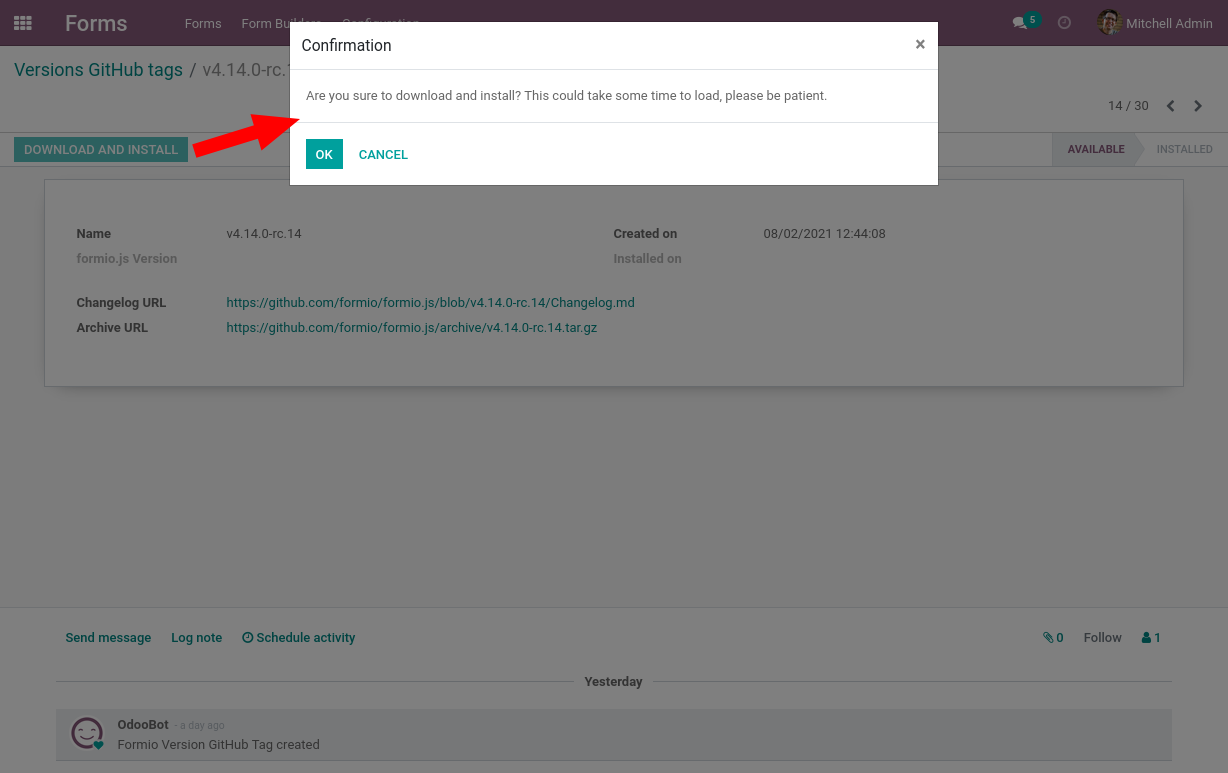 Forms
Forms Form Builders Configuration
5
Mitchell Admin
Confirmation ×
Versions GitHub tags / v4.14.0-rc.1
Are you sure to download and install? This could take some time to load, please be patient.
14 / 30
DOWNLOAD AND INSTALL
OK CANCEL
AVAILABLE INSTALLED
Name v4.14.0-rc.14 Created on 08/02/2021 12:44:08
formio.js Version Installed on
Changelog URL https://github.com/formio/formio.js/blob/v4.14.0-rc.14/Changelog.md
Archive URL https://github.com/formio/formio.js/archive/v4.14.0-rc.14.tar.gz
Send message Log note Schedule activity 0 Follow 1
Yesterday
OdooBot - a day ago
Formio Version GitHub Tag created